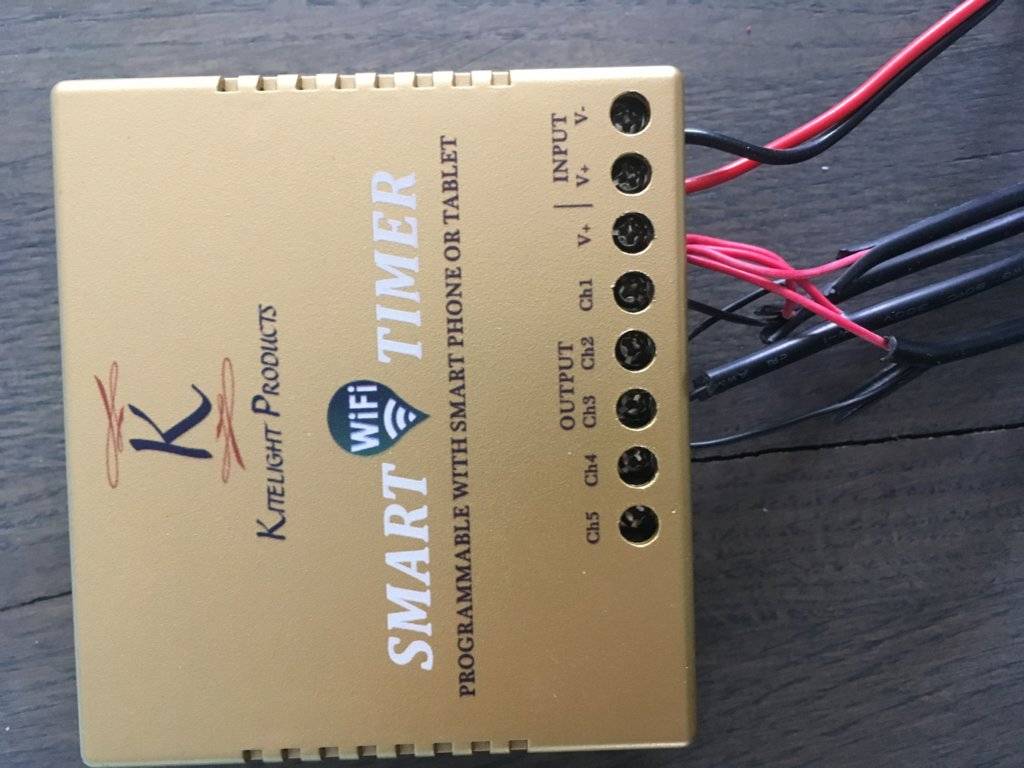 K
KITELIGHT PRODUCTS
SMART WiFi TIMER
PROGRAMMABLE WITH SMART PHONE OR TABLET
OUTPUT | INPUT
Ch5 Ch4 Ch3 Ch2 Ch1 V+ V+ V-